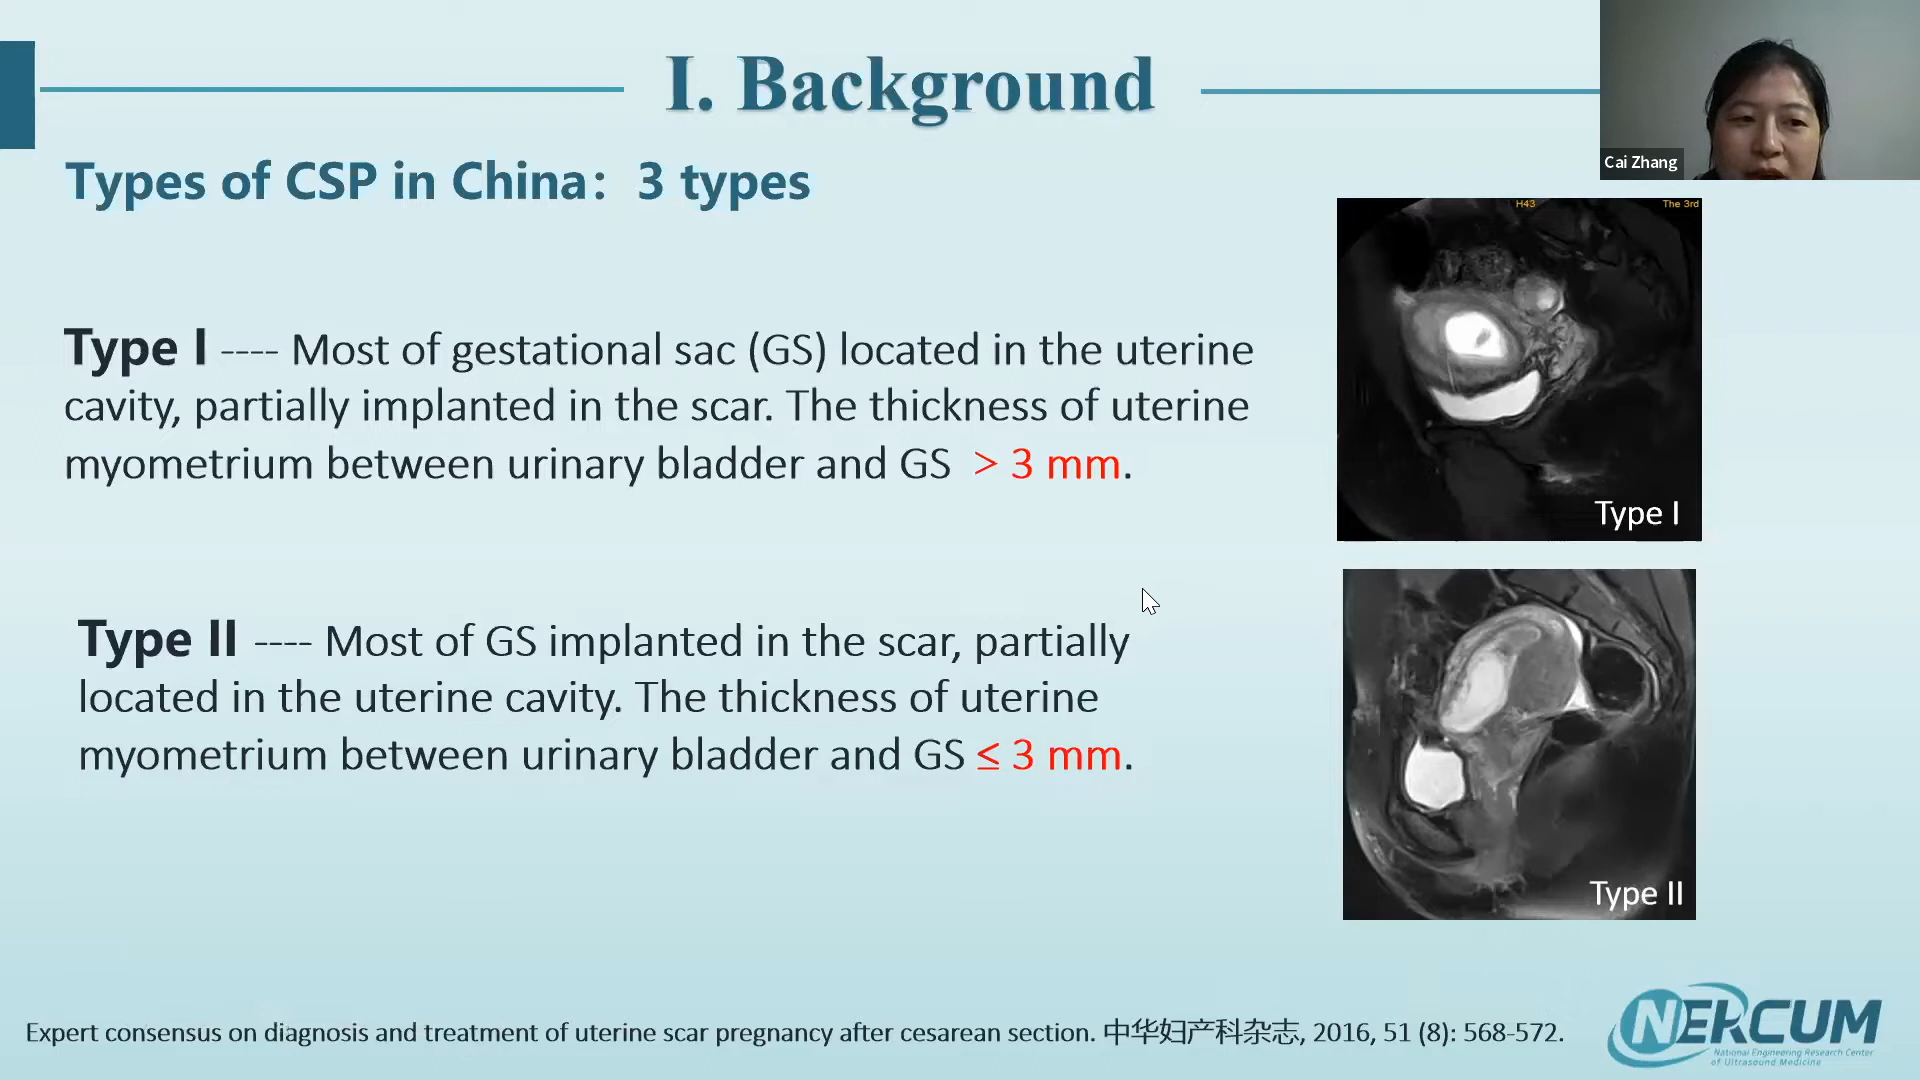 I. Background
Cai Zhang
Types of CSP in China：3 types
H43
The 3rd
Type I ---- Most of gestational sac (GS) located in the uterine
cavity, partially implanted in the scar. The thickness of uterine
myometrium between urinary bladder and GS > 3 mm.
Type I
Type II ---- Most of GS implanted in the scar, partially
located in the uterine cavity. The thickness of uterine
myometrium between urinary bladder and GS ≤ 3 mm.
Type II
Expert consensus on diagnosis and treatment of uterine scar pregnancy after cesarean section. 中华妇产科杂志, 2016, 51 (8): 568-572.
NERCUM
National Engineering Research Center
of Ultrasound Medicine